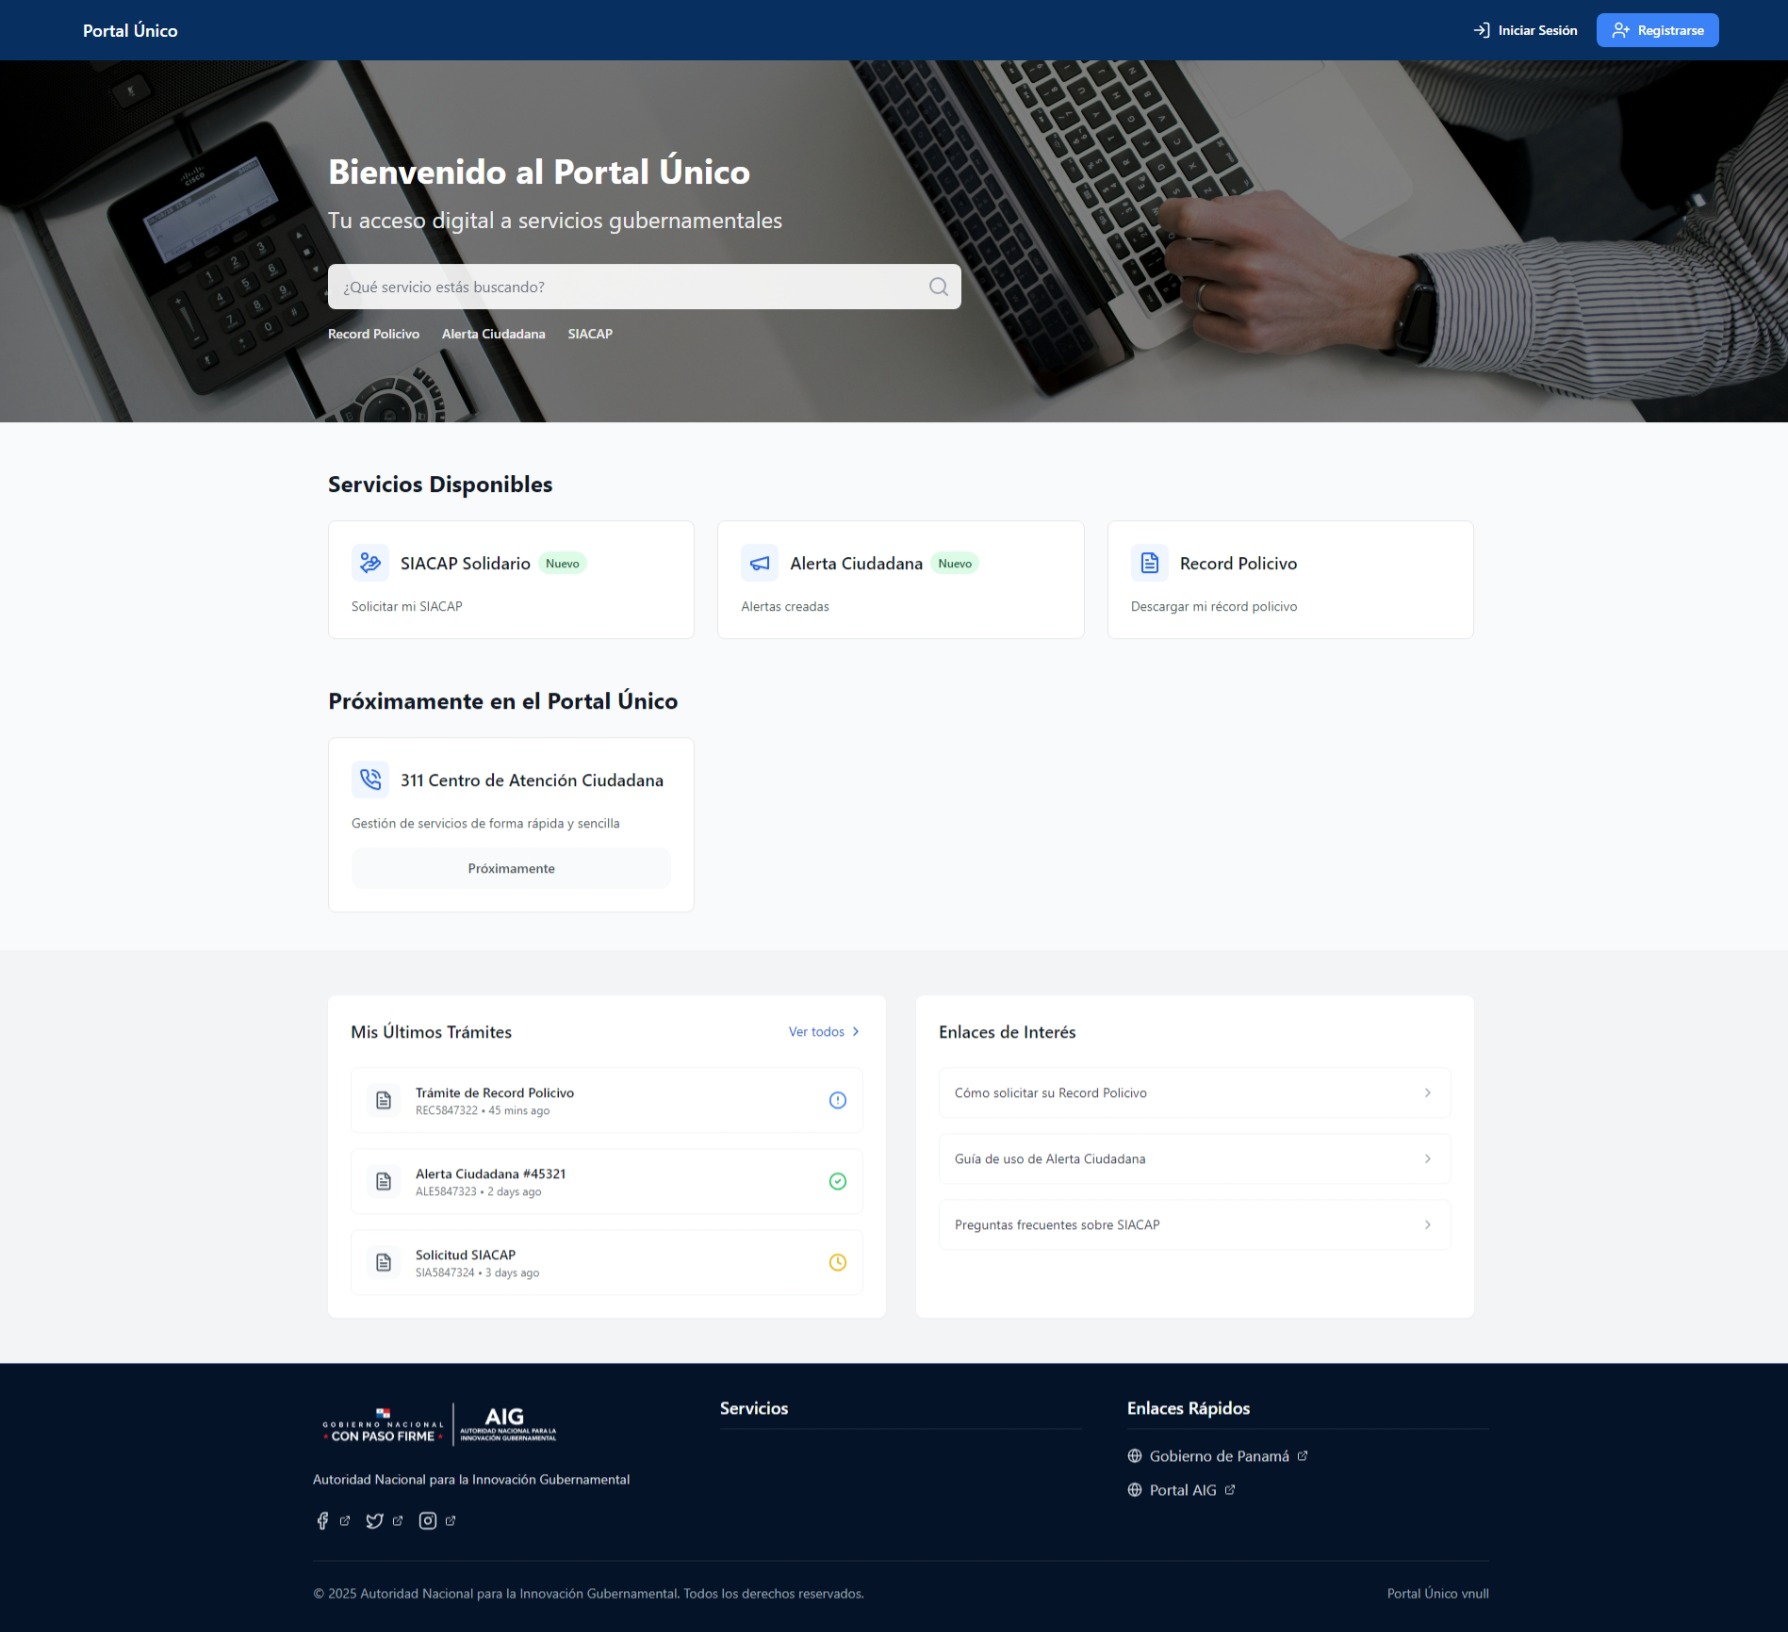 Portal Único
Iniciar Sesión
Registrarse
Bienvenido al Portal Único
Tu acceso digital a servicios gubernamentales
¿Qué servicio estás buscando?
Record Policivo
Alerta Ciudadana
SIACAP
Servicios Disponibles
SIACAP Solidario
Nuevo
Solicitar mi SIACAP
Alerta Ciudadana
Nuevo
Alertas creadas
Record Policivo
Descargar mi récord policivo
Próximamente en el Portal Único
311 Centro de Atención Ciudadana
Gestión de servicios de forma rápida y sencilla
Próximamente
Mis Últimos Trámites
Ver todos
Trámite de Record Policivo
REC5847322 • 45 mins ago
Alerta Ciudadana #45321
ALE5847323 • 2 days ago
Solicitud SIACAP
SIA5847324 • 3 days ago
Enlaces de Interés
Cómo solicitar su Record Policivo
Guía de uso de Alerta Ciudadana
Preguntas frecuentes sobre SIACAP
GOBIERNO NACIONAL
CON PASO FIRME
AIG
AUTORIDAD NACIONAL PARA LA
INNOVACIÓN GUBERNAMENTAL
Autoridad Nacional para la Innovación Gubernamental
Servicios
Enlaces Rápidos
Gobierno de Panamá
Portal AIG
© 2025 Autoridad Nacional para la Innovación Gubernamental. Todos los derechos reservados.
Portal Único vnull